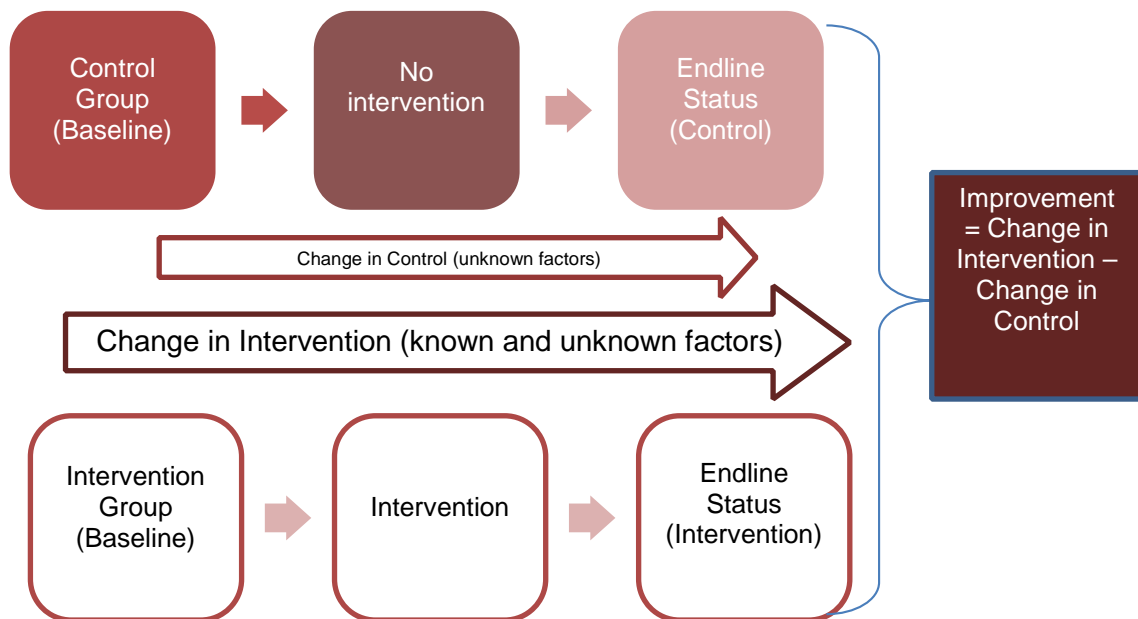 Control
Group
(Baseline)
No
intervention
Endline
Status
(Control)
Change in Control (unknown factors)
Change in Intervention (known and unknown factors)
Improvement
= Change in
Intervention –
Change in
Control
Intervention
Group
(Baseline)
Intervention
Endline
Status
(Intervention)